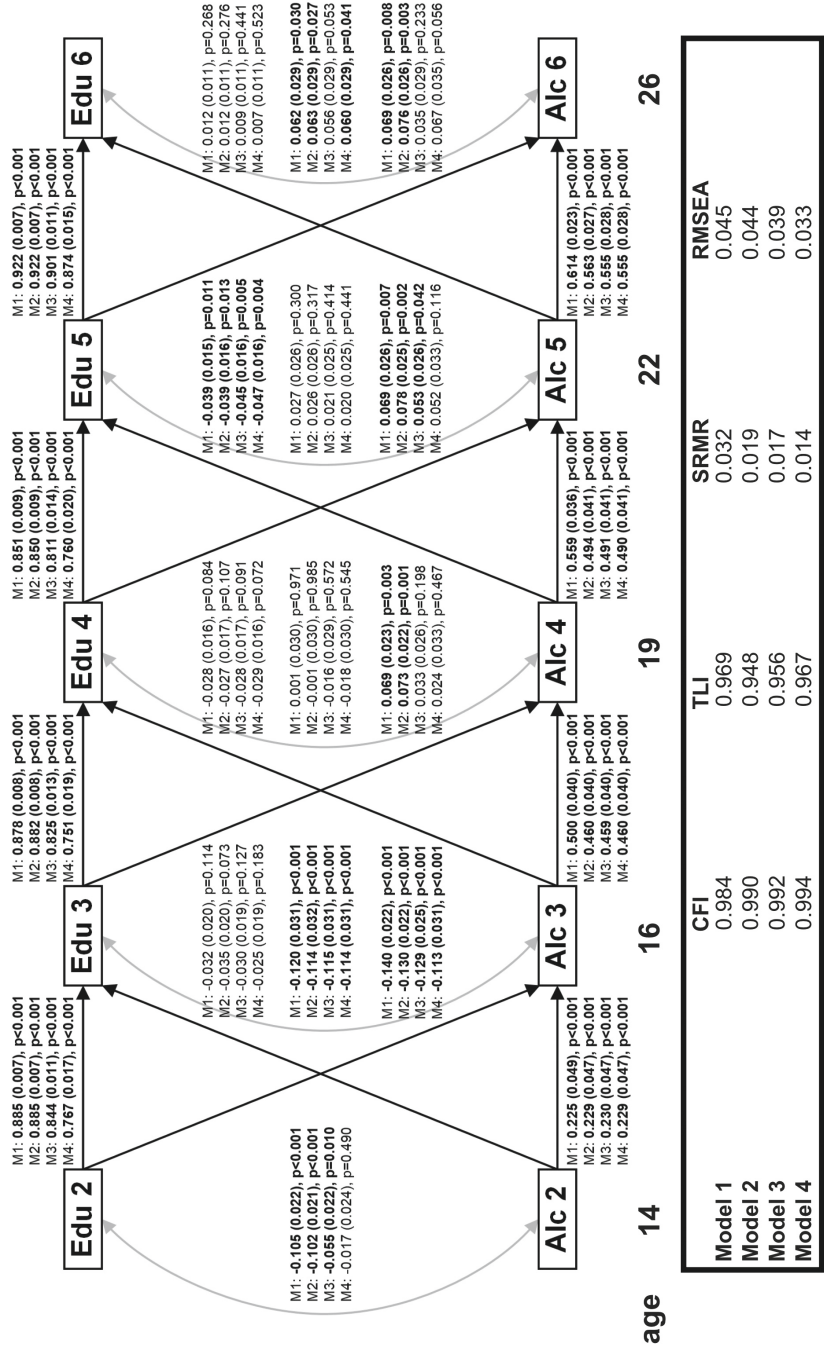 M1: 0.885 (0.007), p<0.001
M2: 0.885 (0.007), p<0.001
M3: 0.844 (0.011), p<0.001
M4: 0.767 (0.017), p<0.001
M1: 0.878 (0.008), p<0.001
M2: 0.882 (0.008), p<0.001
M3: 0.825 (0.013), p<0.001
M4: 0.751 (0.019), p<0.001
M1: 0.851 (0.009), p<0.001
M2: 0.850 (0.009), p<0.001
M3: 0.811 (0.014), p<0.001
M4: 0.760 (0.020), p<0.001
M1: 0.922 (0.007), p<0.001
M2: 0.922 (0.007), p<0.001
M3: 0.901 (0.011), p<0.001
M4: 0.874 (0.015), p<0.001
Edu 2
Edu 3
Edu 4
Edu 5
Edu 6
M1: -0.032 (0.020), p=0.114
M2: -0.035 (0.020), p=0.073
M3: -0.030 (0.019), p=0.127
M4: -0.025 (0.019), p=0.183
M1: -0.028 (0.016), p=0.084
M2: -0.027 (0.017), p=0.107
M3: -0.028 (0.017), p=0.091
M4: -0.029 (0.016), p=0.072
M1: -0.039 (0.015), p=0.011
M2: -0.039 (0.016), p=0.013
M3: -0.045 (0.016), p=0.005
M4: -0.047 (0.016), p=0.004
M1: 0.012 (0.011), p=0.268
M2: 0.012 (0.011), p=0.276
M3: 0.009 (0.011), p=0.441
M4: 0.007 (0.011), p=0.523
M1: -0.105 (0.022), p<0.001
M2: -0.102 (0.021), p<0.001
M3: -0.055 (0.022), p=0.010
M4: -0.017 (0.024), p=0.490
M1: -0.120 (0.031), p<0.001
M2: -0.114 (0.032), p<0.001
M3: -0.115 (0.031), p<0.001
M4: -0.114 (0.031), p<0.001
M1: 0.001 (0.030), p=0.971
M2: -0.001 (0.030), p=0.985
M3: -0.016 (0.029), p=0.572
M4: -0.018 (0.030), p=0.545
M1: 0.027 (0.026), p=0.300
M2: 0.026 (0.026), p=0.317
M3: 0.021 (0.025), p=0.414
M4: 0.020 (0.025), p=0.441
M1: 0.062 (0.029), p=0.030
M2: 0.063 (0.029), p=0.027
M3: 0.056 (0.029), p=0.053
M4: 0.060 (0.029), p=0.041
M1: -0.140 (0.022), p<0.001
M2: -0.130 (0.022), p<0.001
M3: -0.129 (0.025), p<0.001
M4: -0.113 (0.031), p<0.001
M1: 0.069 (0.023), p=0.003
M2: 0.073 (0.022), p=0.001
M3: 0.033 (0.026), p=0.198
M4: 0.024 (0.033), p=0.467
M1: 0.069 (0.026), p=0.007
M2: 0.078 (0.025), p=0.002
M3: 0.053 (0.026), p=0.042
M4: 0.052 (0.033), p=0.116
M1: 0.069 (0.026), p=0.008
M2: 0.076 (0.026), p=0.003
M3: 0.035 (0.029), p=0.233
M4: 0.067 (0.035), p=0.056
Alc 2
Alc 3
Alc 4
Alc 5
Alc 6
M1: 0.225 (0.049), p<0.001
M2: 0.229 (0.047), p<0.001
M3: 0.230 (0.047), p<0.001
M4: 0.229 (0.047), p<0.001
M1: 0.500 (0.040), p<0.001
M2: 0.460 (0.040), p<0.001
M3: 0.459 (0.040), p<0.001
M4: 0.460 (0.040), p<0.001
M1: 0.559 (0.036), p<0.001
M2: 0.494 (0.041), p<0.001
M3: 0.491 (0.041), p<0.001
M4: 0.490 (0.041), p<0.001
M1: 0.614 (0.023), p<0.001
M2: 0.563 (0.027), p<0.001
M3: 0.555 (0.028), p<0.001
M4: 0.555 (0.028), p<0.001
age 14 16 19 22 26
CFI TLI SRMR RMSEA
Model 1 0.984 0.969 0.032 0.045
Model 2 0.990 0.948 0.019 0.044
Model 3 0.992 0.956 0.017 0.039
Model 4 0.994 0.967 0.014 0.033